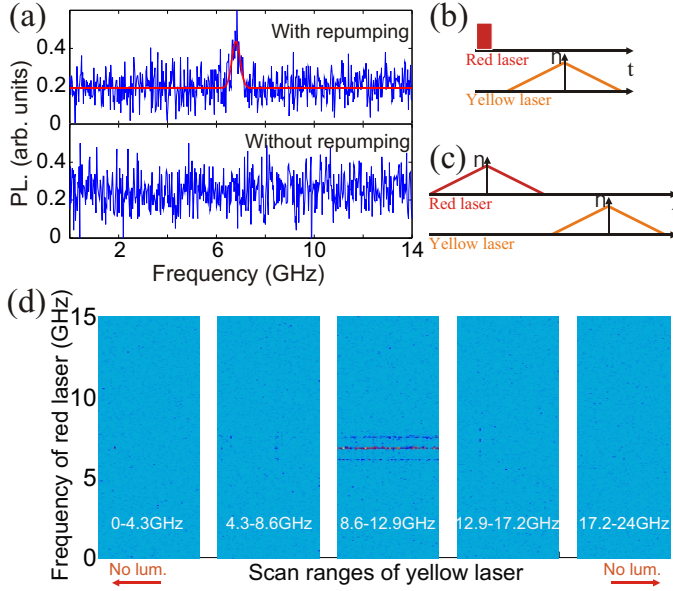 (a)
With repumping
Without repumping
0.4
0.2
0
0.4
0.2
0
PL. (arb. units)
2
6
10
14
Frequency (GHz)
(b)
Red laser
η
t
Yellow laser
(c)
η
Red laser
η
Yellow laser
(d)
15
10
5
0
Frequency of red laser (GHz)
0-4.3GHz
4.3-8.6GHz
8.6-12.9GHz
12.9-17.2GHz
17.2-24GHz
No lum.
Scan ranges of yellow laser
No lum.